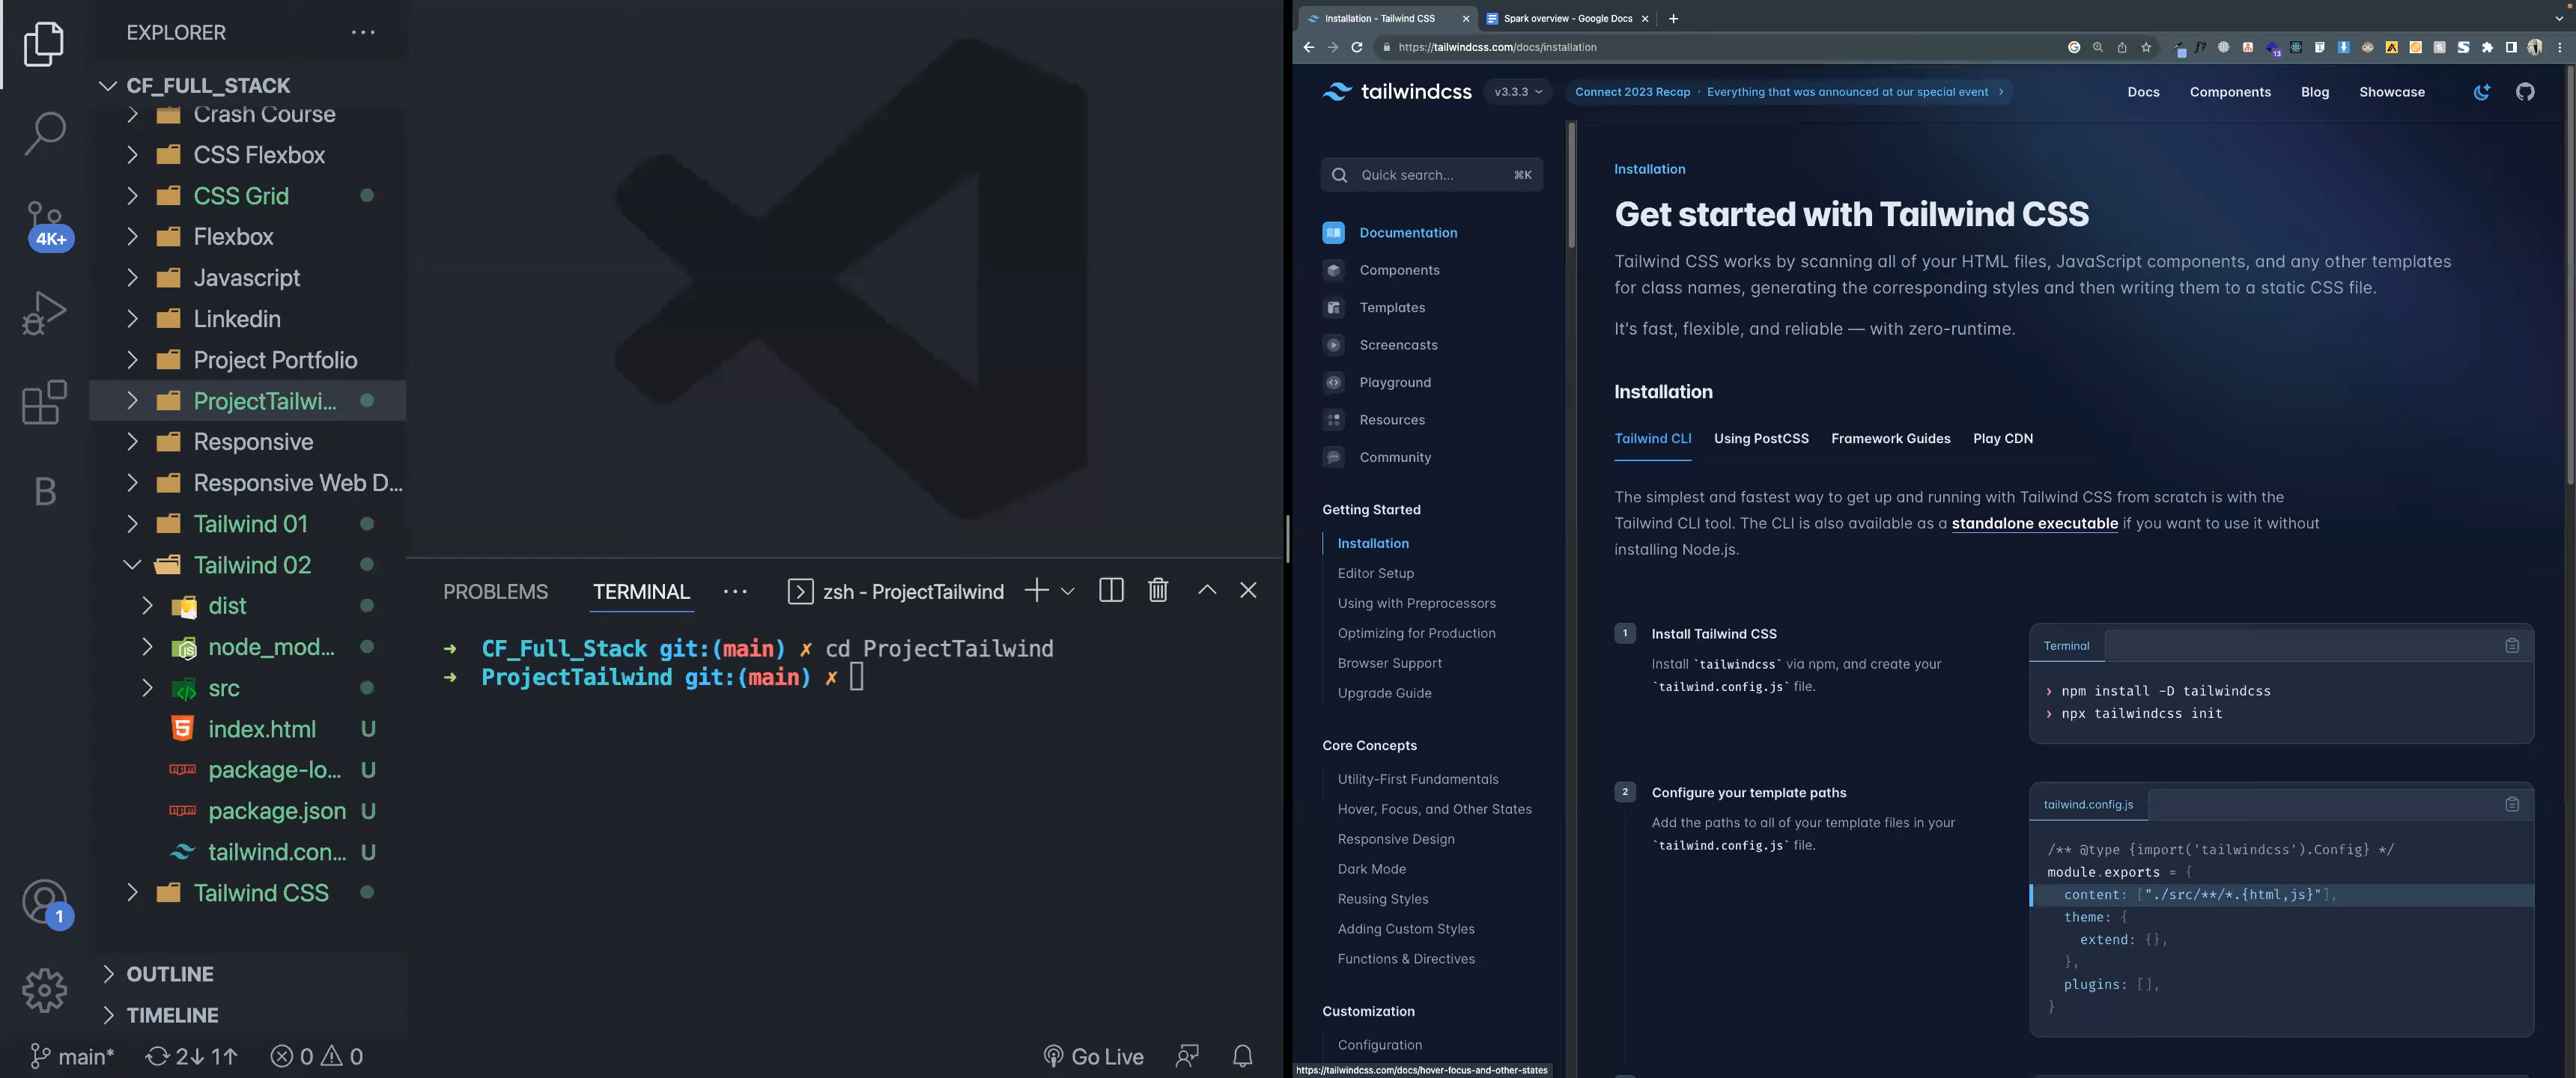 EXPLORER
CF_FULL_STACK
Crash Course
CSS Flexbox
CSS Grid
4K+
Flexbox
Javascript
Linkedin
Project Portfolio
ProjectTailwi...
Responsive
Responsive Web D...
B
Tailwind 01
Tailwind 02
dist
node_mod...
src
index.html U
package-lo... U
package.json U
tailwind.con... U
Tailwind CSS
1
OUTLINE
TIMELINE
main* 2↓ 1↑ 0 0
Go Live
PROBLEMS TERMINAL ... zsh - ProjectTailwind
➜ CF_Full_Stack git:(main) ✗ cd ProjectTailwind
➜ ProjectTailwind git:(main) ✗
Installation - Tailwind CSS
Spark overview - Google Docs
https://tailwindcss.com/docs/installation
13
tailwindcss v3.3.3
Connect 2023 Recap · Everything that was announced at our special event
Docs Components Blog Showcase
Quick search... ⌘K
Documentation
Components
Templates
Screencasts
Playground
Resources
Community
Getting Started
Installation
Editor Setup
Using with Preprocessors
Optimizing for Production
Browser Support
Upgrade Guide
Core Concepts
Utility-First Fundamentals
Hover, Focus, and Other States
Responsive Design
Dark Mode
Reusing Styles
Adding Custom Styles
Functions & Directives
Customization
Configuration
https://tailwindcss.com/docs/hover-focus-and-other-states
Installation
Get started with Tailwind CSS
Tailwind CSS works by scanning all of your HTML files, JavaScript components, and any other templates
for class names, generating the corresponding styles and then writing them to a static CSS file.
It's fast, flexible, and reliable — with zero-runtime.
Installation
Tailwind CLI Using PostCSS Framework Guides Play CDN
The simplest and fastest way to get up and running with Tailwind CSS from scratch is with the
Tailwind CLI tool. The CLI is also available as a standalone executable if you want to use it without
installing Node.js.
1 Install Tailwind CSS
Install `tailwindcss` via npm, and create your
`tailwind.config.js` file.
Terminal
› npm install -D tailwindcss
› npx tailwindcss init
2 Configure your template paths
Add the paths to all of your template files in your
`tailwind.config.js` file.
tailwind.config.js
/** @type {import('tailwindcss').Config} */
module.exports = {
content: ["./src/**/*.{html,js}"],
theme: {
extend: {},
},
plugins: [],
}